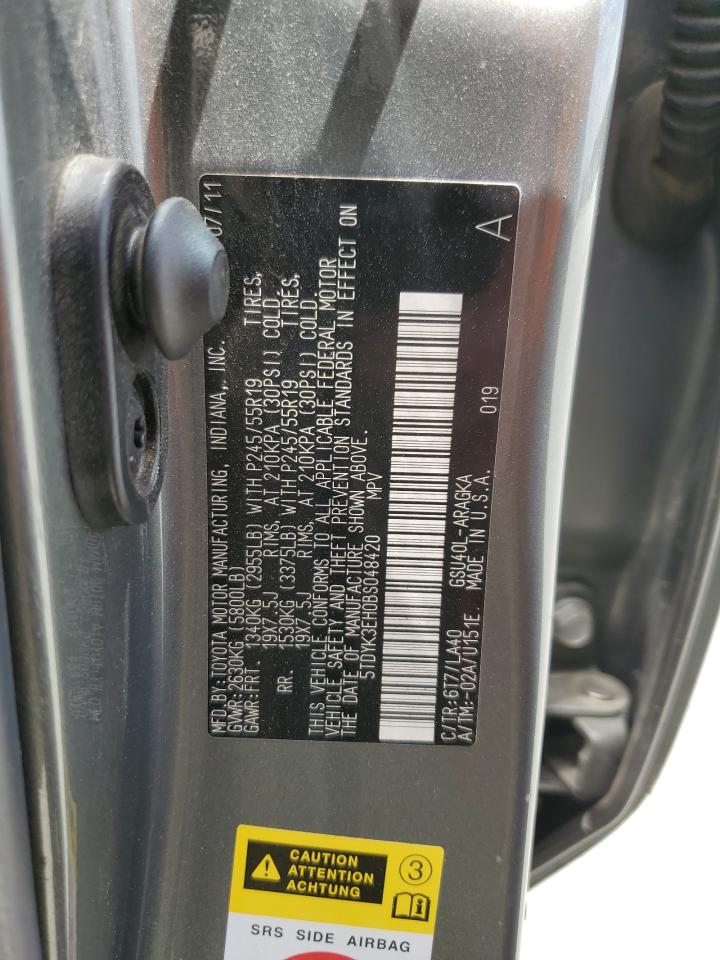 MFD.BY:TOYOTA MOTOR MANUFACTURING, INDIANA, INC. 07/11
GVWR:2630KG (5800LB)
GAWR:FRT. 1340KG (2955LB) WITH P245/55R19 TIRES,
19X7.5J RIMS, AT 210KPA (30PSI) COLD
RR. 1530KG (3375LB) WITH P245/55R19 TIRES,
19X7.5J RIMS, AT 210KPA (30PSI) COLD
THIS VEHICLE CONFORMS TO ALL APPLICABLE FEDERAL MOTOR
VEHICLE SAFETY AND THEFT PREVENTION STANDARDS IN EFFECT ON
THE DATE OF MANUFACTURE SHOWN ABOVE.
5TDYK3EH0BS048420 MPV
C/TR:6T7/LA40 GSU40L-ARAGKA 019
A/TM:-02A/U151E MADE IN U.S.A. A
CAUTION
ATTENTION
ACHTUNG
3
SRS SIDE AIRBAG